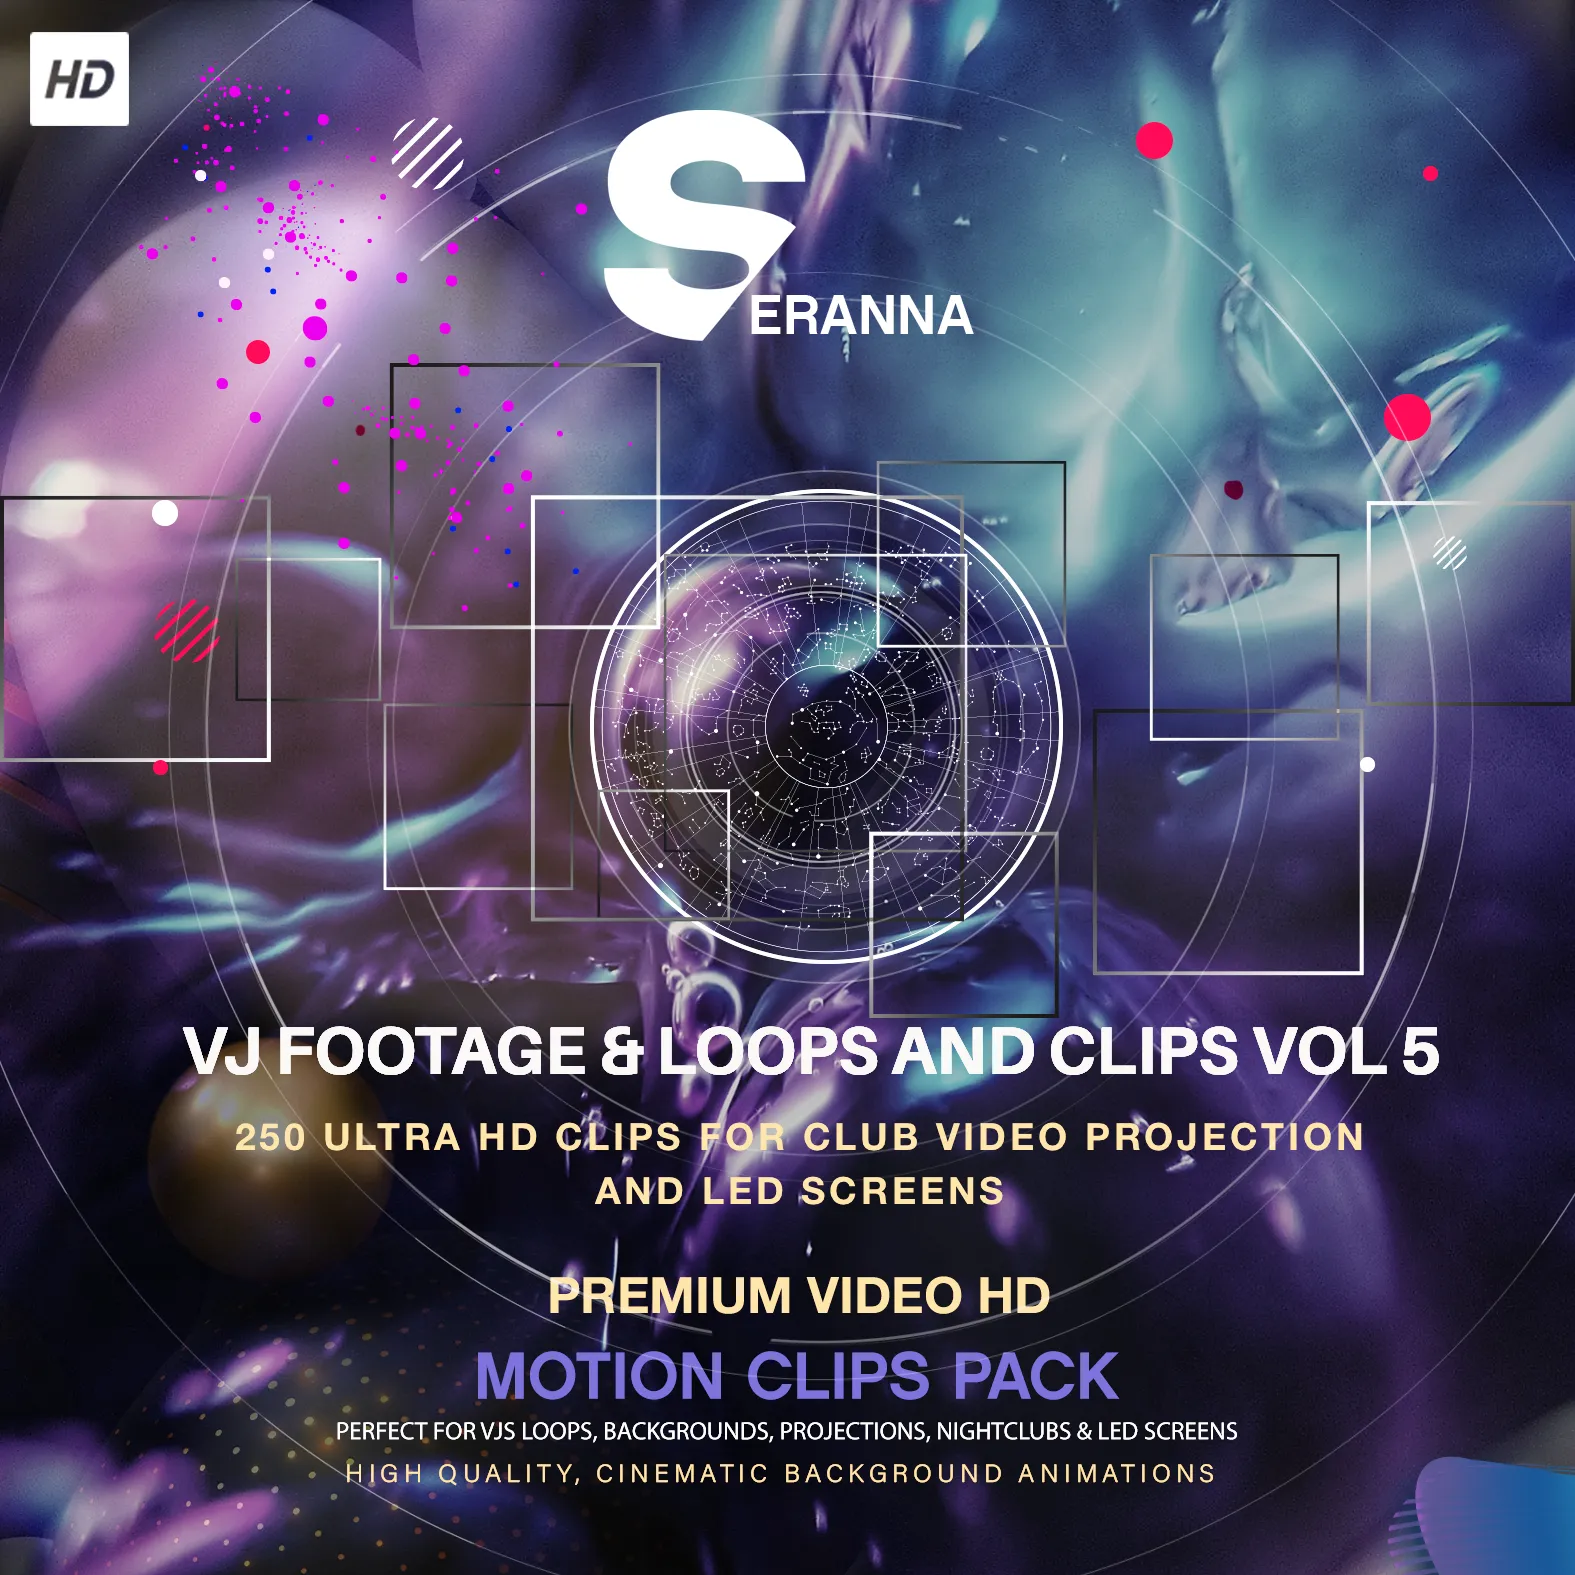 HD
SERANNA
VJ FOOTAGE & LOOPS AND CLIPS VOL 5
250 ULTRA HD CLIPS FOR CLUB VIDEO PROJECTION
AND LED SCREENS
PREMIUM VIDEO HD
MOTION CLIPS PACK
PERFECT FOR VJS LOOPS, BACKGROUNDS, PROJECTIONS, NIGHTCLUBS & LED SCREENS
HIGH QUALITY, CINEMATIC BACKGROUND ANIMATIONS